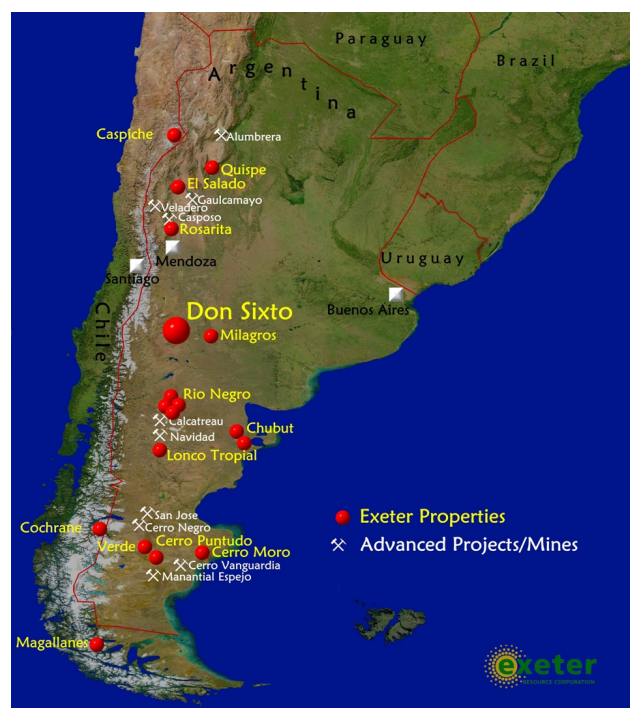 Paraguay
Brazil
Argentina
Caspiche
Alumbrera
Quispe
El Salado
Gaulcamayo
Veladero
Casposo
Rosarita
Mendoza
Santiago
Uruguay
Buenos Aires
Chile
Don Sixto
Milagros
Rio Negro
Calcatreau
Navidad
Chubut
Lonco Tropial
San Jose
Cerro Negro
Cochrane
Verde
Cerro Puntudo
Cerro Moro
Cerro Vanguardia
Manantial Espejo
Magallanes
Exeter Properties
Advanced Projects/Mines
exeter
RESOURCE CORPORATION